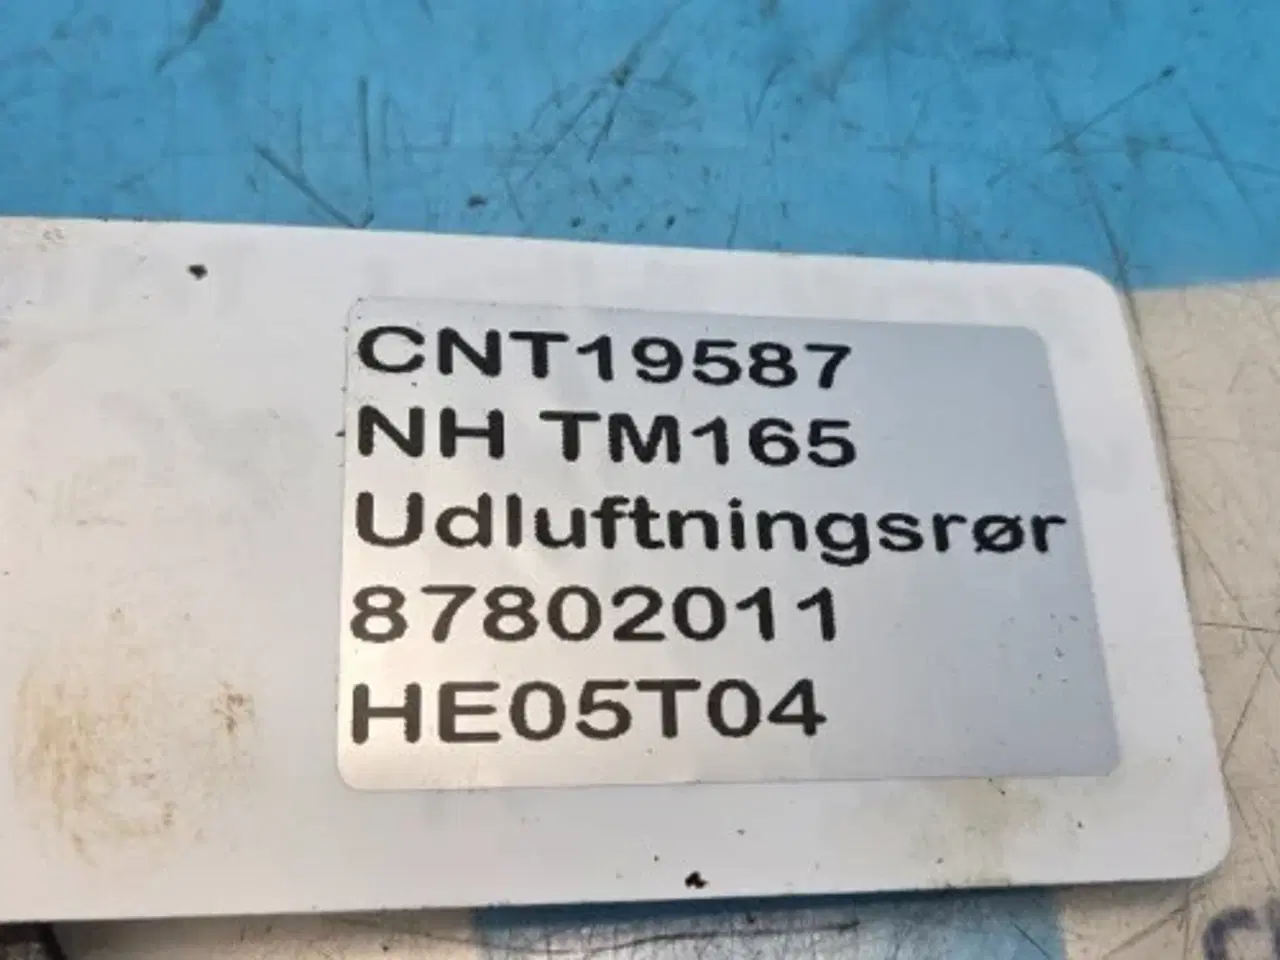 CNT19587
NH TM165
Udluftningsrør
87802011
HE05T04